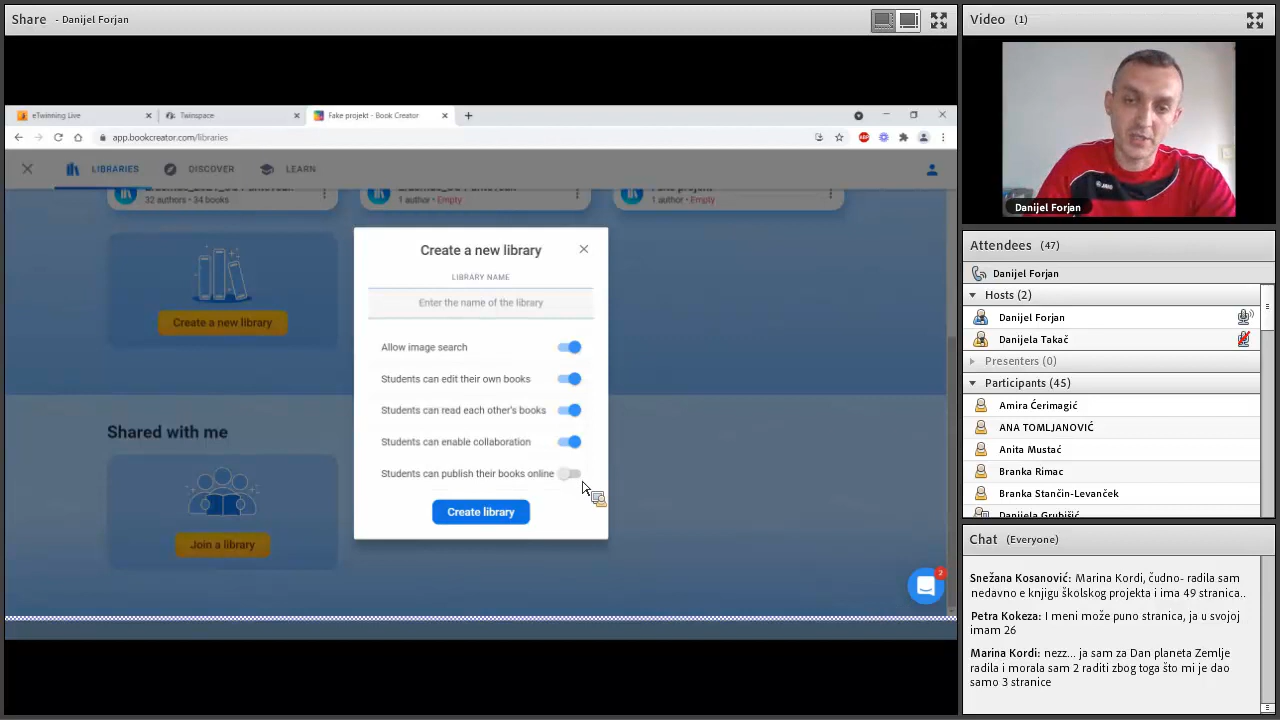 Share - Danijel Forjan
eTwinning Live
Twinspace
Fake projekt - Book Creator
app.bookcreator.com/libraries
LIBRARIES
DISCOVER
LEARN
32 authors • 34 books
1 author • Empty
1 author • Empty
Create a new library
Shared with me
Join a library
Create a new library
LIBRARY NAME
Enter the name of the library
Allow image search
Students can edit their own books
Students can read each other's books
Students can enable collaboration
Students can publish their books online
Create library
2
Video (1)
Danijel Forjan
Attendees (47)
Danijel Forjan
Hosts (2)
Danijel Forjan
Danijela Takač
Presenters (0)
Participants (45)
Amira Ćerimagić
ANA TOMLJANOVIĆ
Anita Mustać
Branka Rimac
Branka Stančin-Levanček
Danijela Grubišić
Chat (Everyone)
Snežana Kosanović: Marina Kordi, čudno- radila sam
nedavno e knjigu školskog projekta i ima 49 stranica..
Petra Kokeza: I meni može puno stranica, ja u svojoj
imam 26
Marina Kordi: nezz... ja sam za Dan planeta Zemlje
radila i morala sam 2 raditi zbog toga što mi je dao
samo 3 stranice